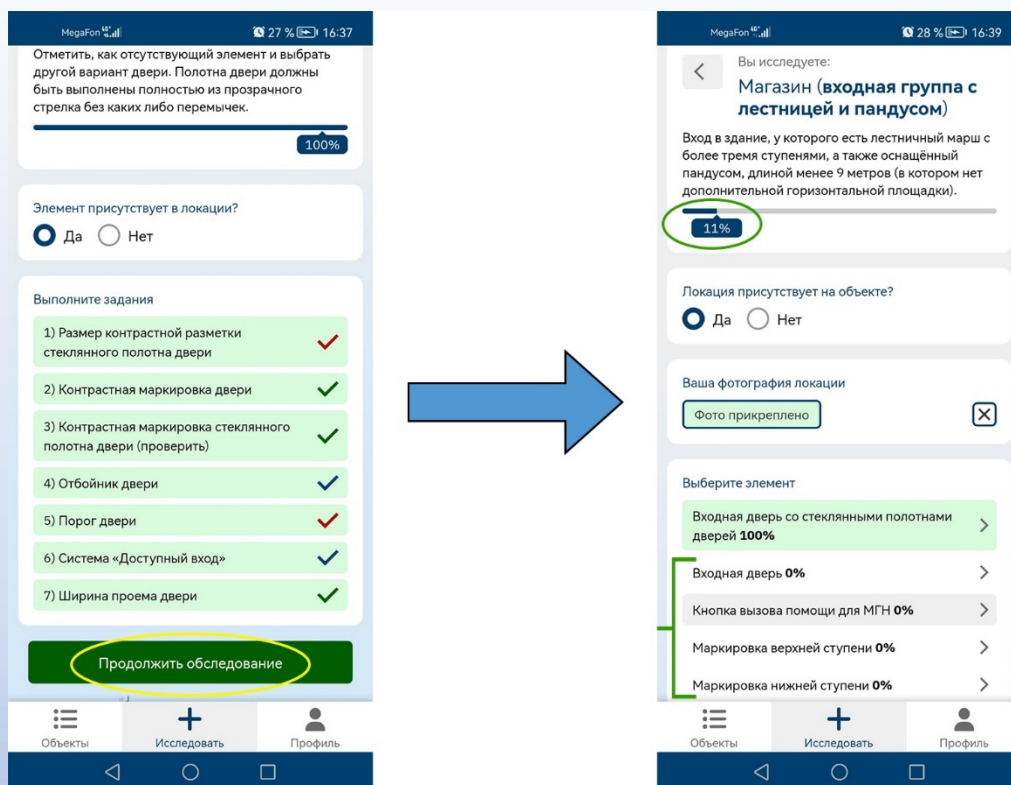 MegaFon 4G 27 % 16:37
Отметить, как отсутствующий элемент и выбрать
другой вариант двери. Полотна двери должны
быть выполнены полностью из прозрачного
стрелка без каких либо перемычек.
100%
Элемент присутствует в локации?
Да Нет
Выполните задания
1) Размер контрастной разметки
стеклянного полотна двери
2) Контрастная маркировка двери
3) Контрастная маркировка стеклянного
полотна двери (проверить)
4) Отбойник двери
5) Порог двери
6) Система «Доступный вход»
7) Ширина проема двери
Продолжить обследование
Объекты Исследовать Профиль
MegaFon 4G 28 % 16:39
Вы исследуете:
Магазин (входная группа с
лестницей и пандусом)
Вход в здание, у которого есть лестничный марш с
более тремя ступенями, а также оснащённый
пандусом, длиной менее 9 метров (в котором нет
дополнительной горизонтальной площадки).
11%
Локация присутствует на объекте?
Да Нет
Ваша фотография локации
Фото прикреплено
Выберите элемент
Входная дверь со стеклянными полотнами
дверей 100%
Входная дверь 0%
Кнопка вызова помощи для МГН 0%
Маркировка верхней ступени 0%
Маркировка нижней ступени 0%
Объекты Исследовать Профиль